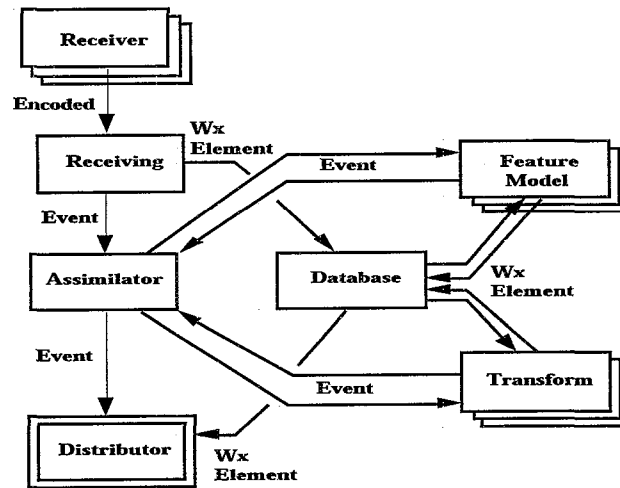 Receiver
Encoded
Wx
Element
Receiving
Event
Feature
Model
Event
Assimilator
Database
Wx
Element
Event
Event
Transform
Distributor
Wx
Element